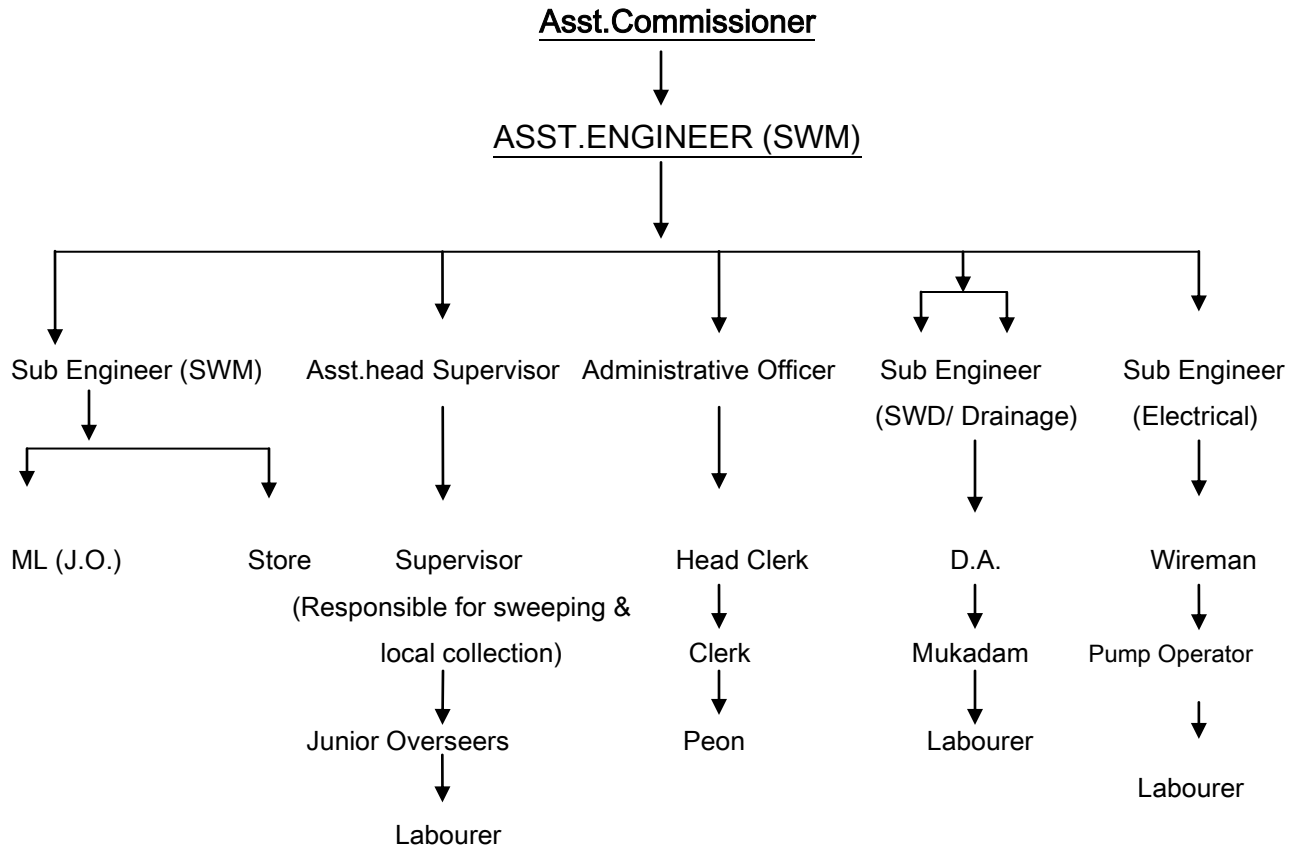 Asst.Commissioner
ASST.ENGINEER (SWM)
Sub Engineer (SWM) Asst.head Supervisor Administrative Officer Sub Engineer Sub Engineer
(SWD/ Drainage) (Electrical)
ML (J.O.) Store Supervisor Head Clerk D.A. Wireman
(Responsible for sweeping &
local collection) Clerk Mukadam Pump Operator
Junior Overseers Peon Labourer
Labourer
Labourer